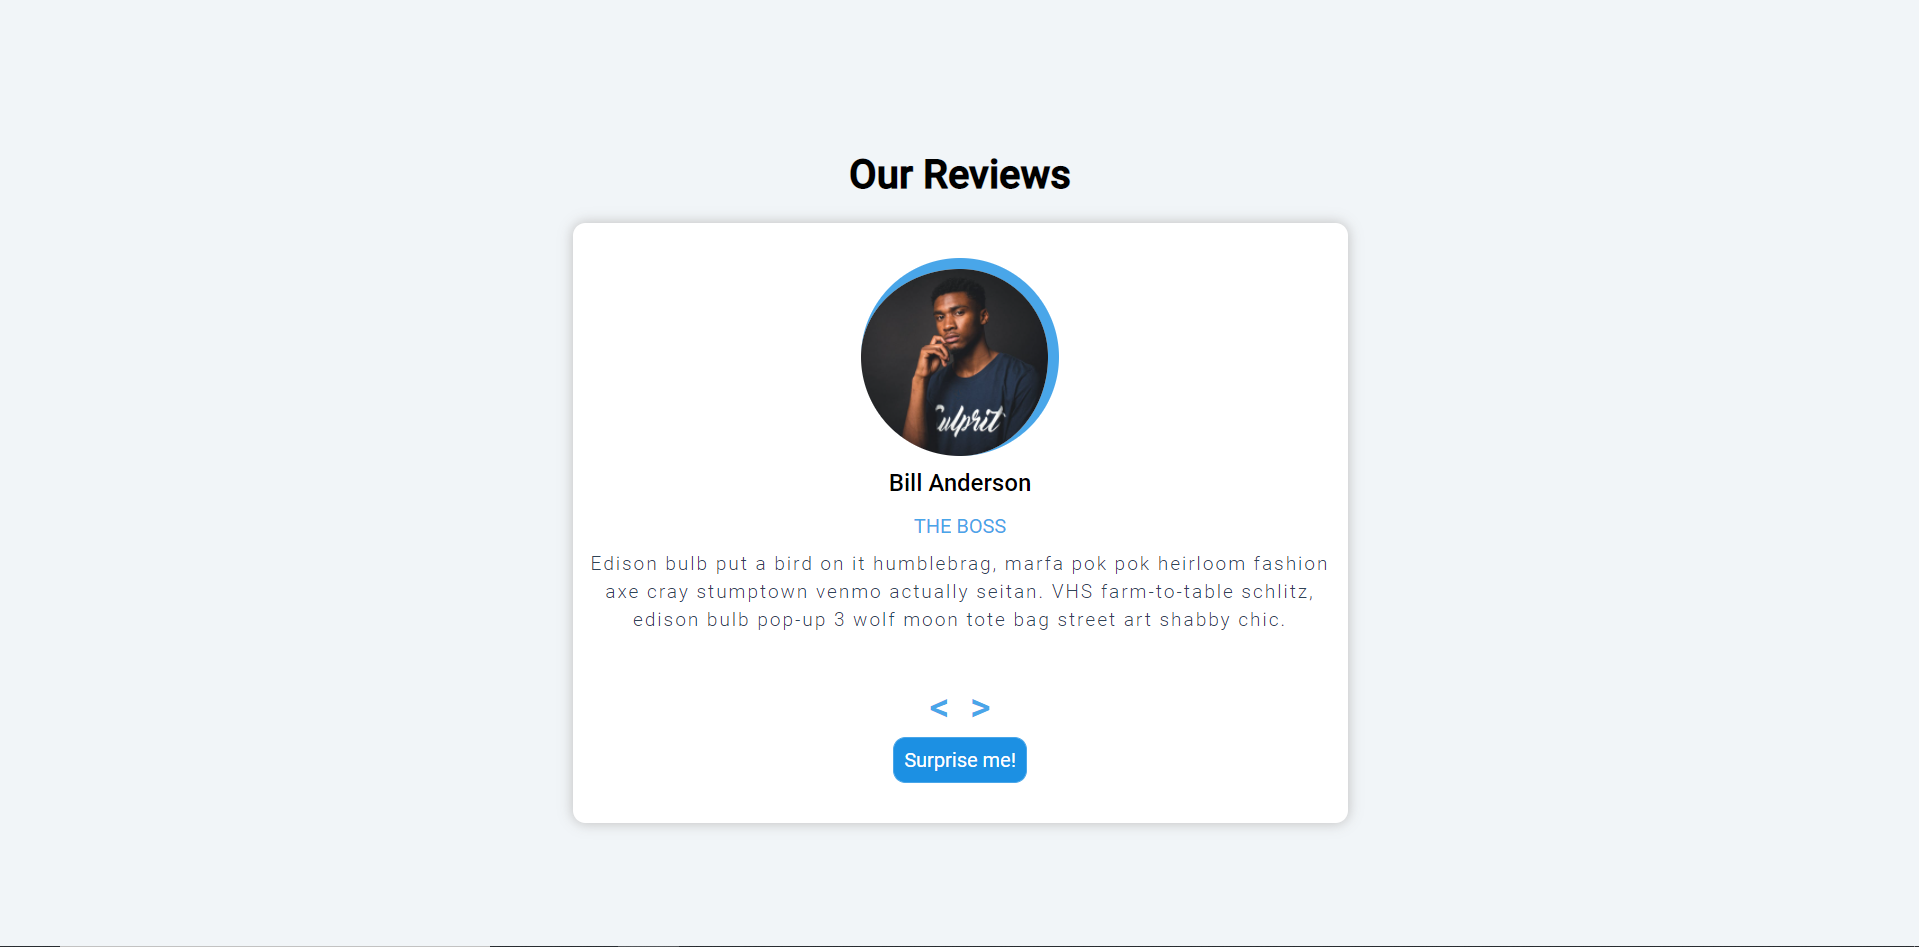 Our Reviews
Culprit
Bill Anderson
THE BOSS
Edison bulb put a bird on it humblebrag, marfa pok pok heirloom fashion
axe cray stumptown venmo actually seitan. VHS farm-to-table schlitz,
edison bulb pop-up 3 wolf moon tote bag street art shabby chic.
< >
Surprise me!